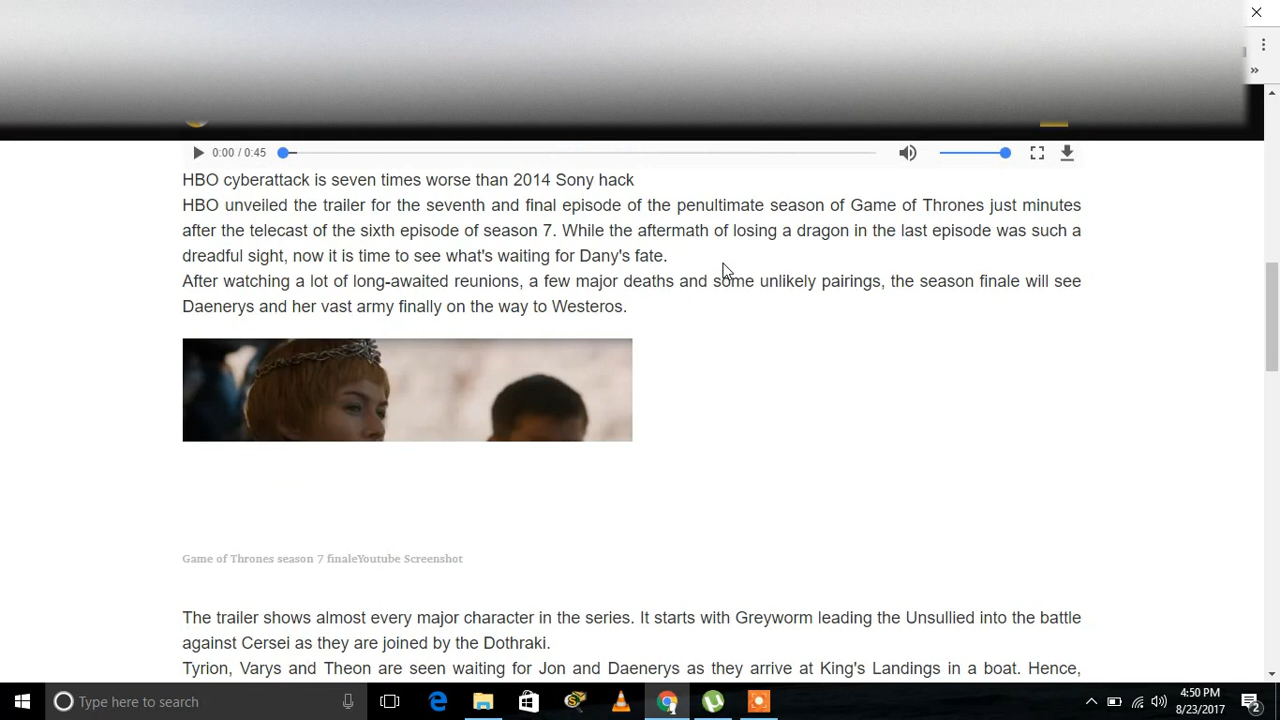 0:00 / 0:45
HBO cyberattack is seven times worse than 2014 Sony hack
HBO unveiled the trailer for the seventh and final episode of the penultimate season of Game of Thrones just minutes
after the telecast of the sixth episode of season 7. While the aftermath of losing a dragon in the last episode was such a
dreadful sight, now it is time to see what's waiting for Dany's fate.
After watching a lot of long-awaited reunions, a few major deaths and some unlikely pairings, the season finale will see
Daenerys and her vast army finally on the way to Westeros.
Game of Thrones season 7 finaleYoutube Screenshot
The trailer shows almost every major character in the series. It starts with Greyworm leading the Unsullied into the battle
against Cersei as they are joined by the Dothraki.
Tyrion, Varys and Theon are seen waiting for Jon and Daenerys as they arrive at King's Landings in a boat. Hence,
Type here to search
4:50 PM
8/23/2017
2